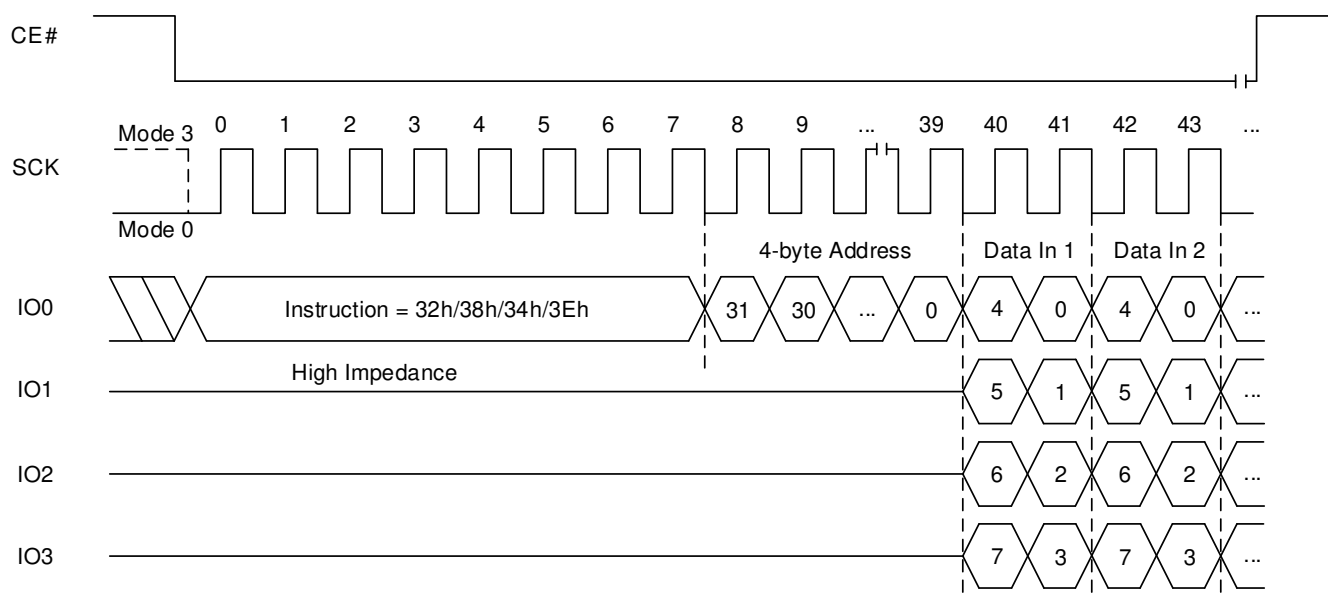 CE#
Mode 3 0 1 2 3 4 5 6 7 8 9 ... 39 40 41 42 43 ...
SCK
Mode 0
4-byte Address Data In 1 Data In 2
IO0 Instruction = 32h/38h/34h/3Eh 31 30 ... 0 4 0 4 0 ...
High Impedance
IO1 5 1 5 1 ...
IO2 6 2 6 2 ...
IO3 7 3 7 3 ...